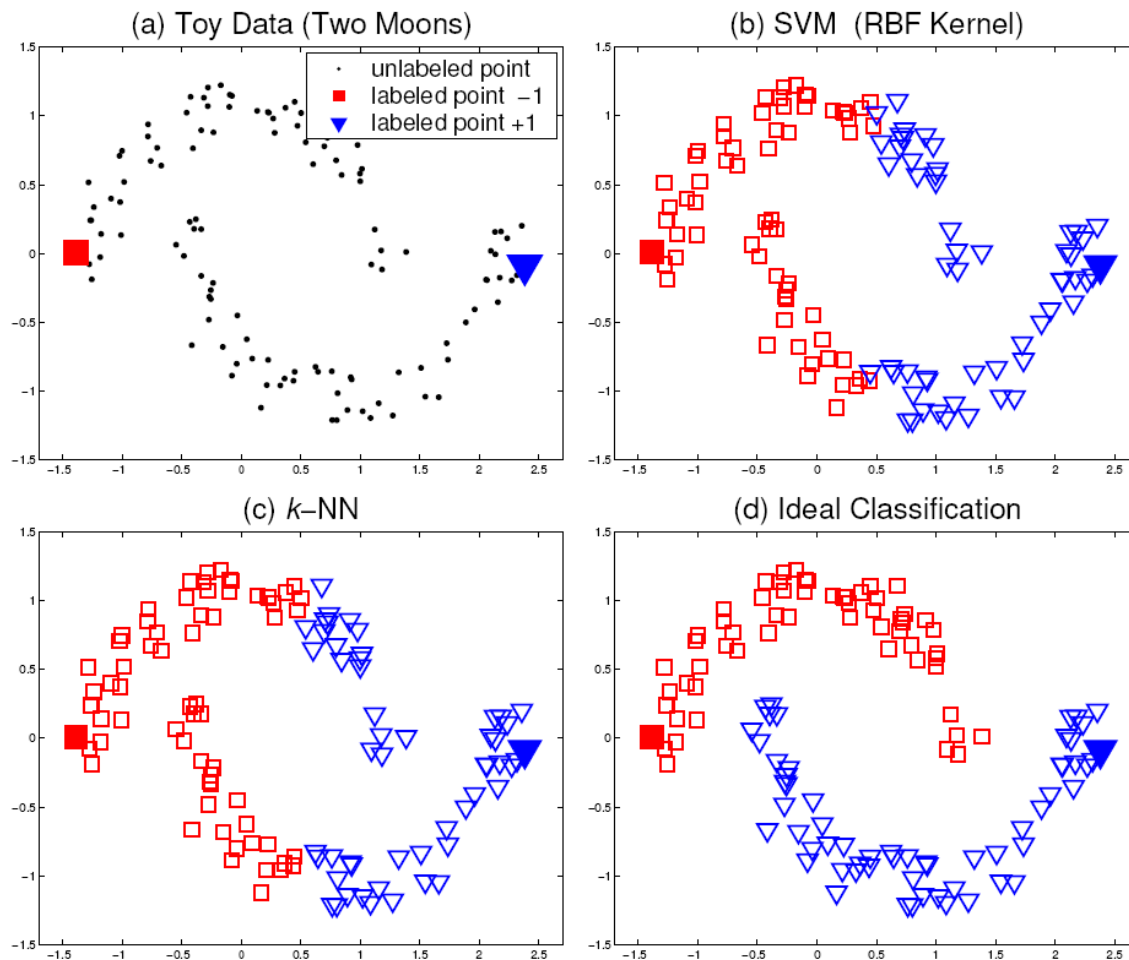 (a) Toy Data (Two Moons)
unlabeled point
labeled point −1
labeled point +1
1.5
1
0.5
0
−0.5
−1
−1.5
−1.5 −1 −0.5 0 0.5 1 1.5 2 2.5
(b) SVM (RBF Kernel)
1.5
1
0.5
0
−0.5
−1
−1.5
−1.5 −1 −0.5 0 0.5 1 1.5 2 2.5
(c) k−NN
1.5
1
0.5
0
−0.5
−1
−1.5
−1.5 −1 −0.5 0 0.5 1 1.5 2 2.5
(d) Ideal Classification
1.5
1
0.5
0
−0.5
−1
−1.5
−1.5 −1 −0.5 0 0.5 1 1.5 2 2.5